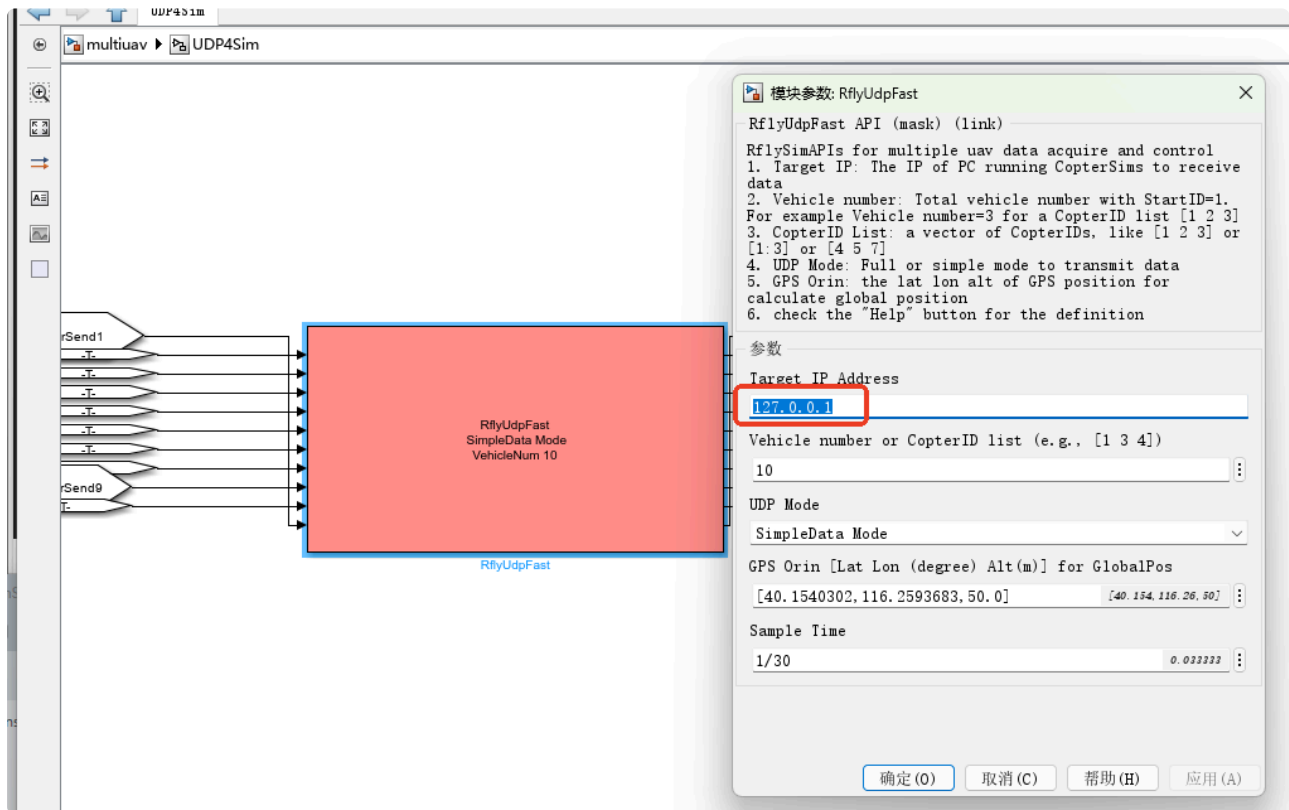 UDP4Sim
multiuav ▶ UDP4Sim
模块参数: RflyUdpFast
RflyUdpFast API (mask) (link)
RflySimAPIs for multiple uav data acquire and control
1. Target IP: The IP of PC running CopterSims to receive
data
2. Vehicle number: Total vehicle number with StartID=1.
For example Vehicle number=3 for a CopterID list [1 2 3]
3. CopterID List: a vector of CopterIDs, like [1 2 3] or
[1:3] or [4 5 7]
4. UDP Mode: Full or simple mode to transmit data
5. GPS Orin: the lat lon alt of GPS position for
calculate global position
6. check the "Help" button for the definition
参数
Target IP Address
127.0.0.1
Vehicle number or CopterID list (e.g., [1 3 4])
10
UDP Mode
SimpleData Mode
GPS Orin [Lat Lon (degree) Alt(m)] for GlobalPos
[40.1540302,116.2593683,50.0]
[40.154,116.26,50]
Sample Time
1/30
0.033333
确定(O)
取消(C)
帮助(H)
应用(A)
rSend1
-T-
-T-
-T-
-T-
-T-
-T-
rSend9
T-
RflyUdpFast
SimpleData Mode
VehicleNum 10
RflyUdpFast